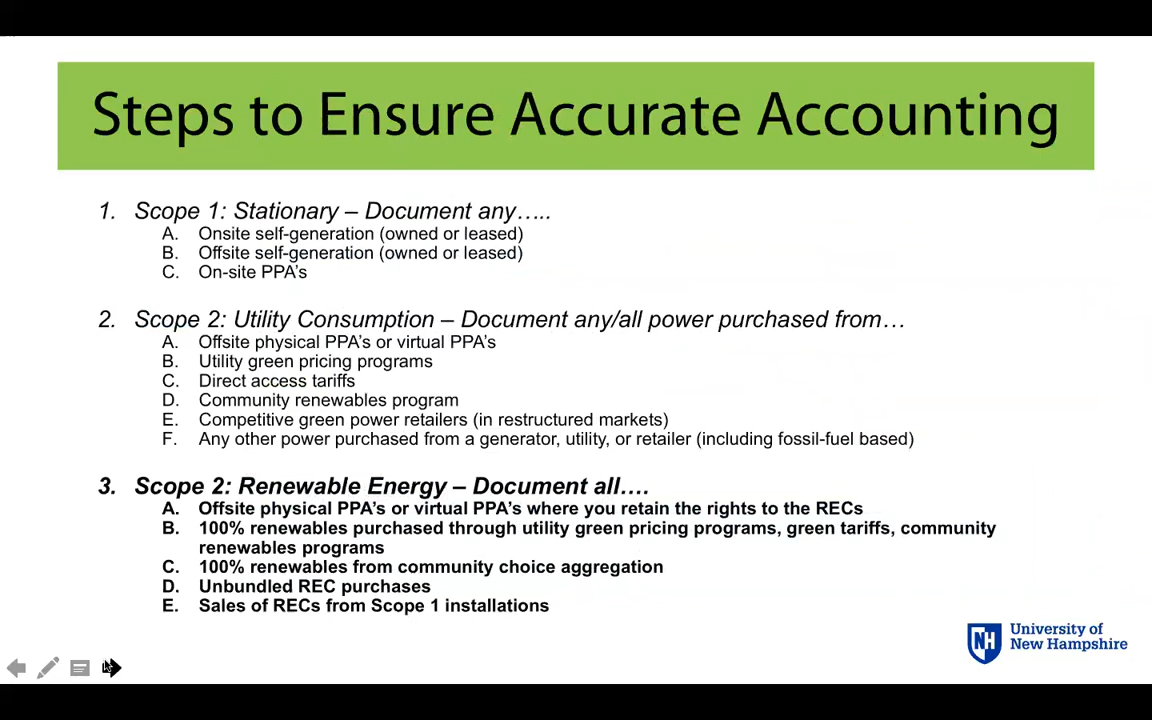 Steps to Ensure Accurate Accounting
1. Scope 1: Stationary – Document any…..
A. Onsite self-generation (owned or leased)
B. Offsite self-generation (owned or leased)
C. On-site PPA's
2. Scope 2: Utility Consumption – Document any/all power purchased from…
A. Offsite physical PPA's or virtual PPA's
B. Utility green pricing programs
C. Direct access tariffs
D. Community renewables program
E. Competitive green power retailers (in restructured markets)
F. Any other power purchased from a generator, utility, or retailer (including fossil-fuel based)
3. Scope 2: Renewable Energy – Document all….
A. Offsite physical PPA's or virtual PPA's where you retain the rights to the RECs
B. 100% renewables purchased through utility green pricing programs, green tariffs, community
renewables programs
C. 100% renewables from community choice aggregation
D. Unbundled REC purchases
E. Sales of RECs from Scope 1 installations
NH
University of
New Hampshire